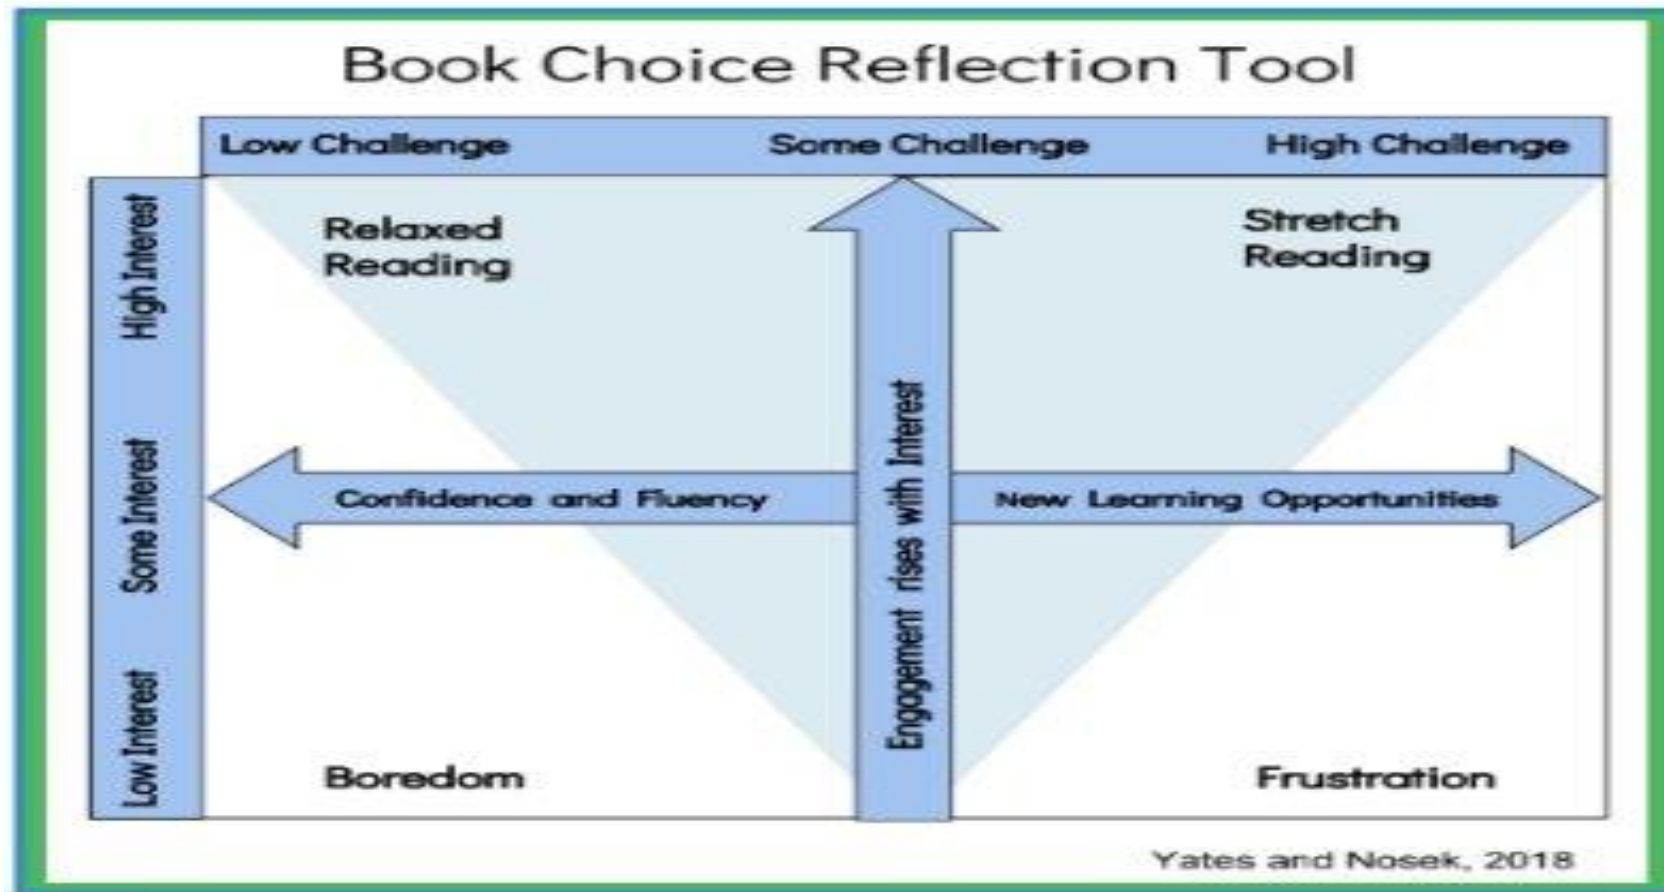 Book Choice Reflection Tool
Low Challenge Some Challenge High Challenge
High Interest
Some Interest
Low Interest
Relaxed
Reading
Stretch
Reading
Engagement rises with Interest
Confidence and Fluency
New Learning Opportunities
Boredom
Frustration
Yates and Nosek, 2018